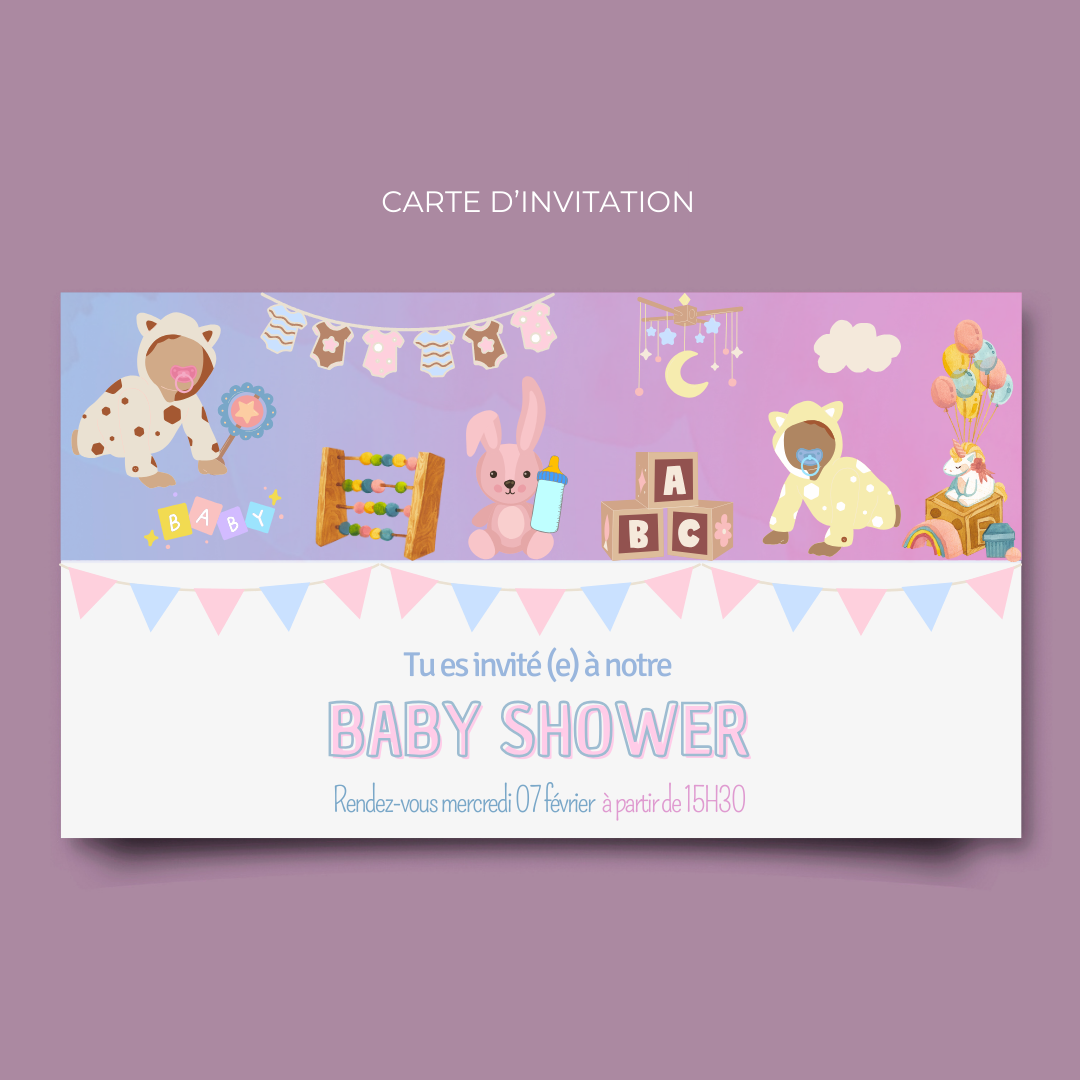 CARTE D’INVITATION
BABY
A
B C
Tu es invité (e) à notre
BABY SHOWER
Rendez-vous mercredi 07 février à partir de 15H30